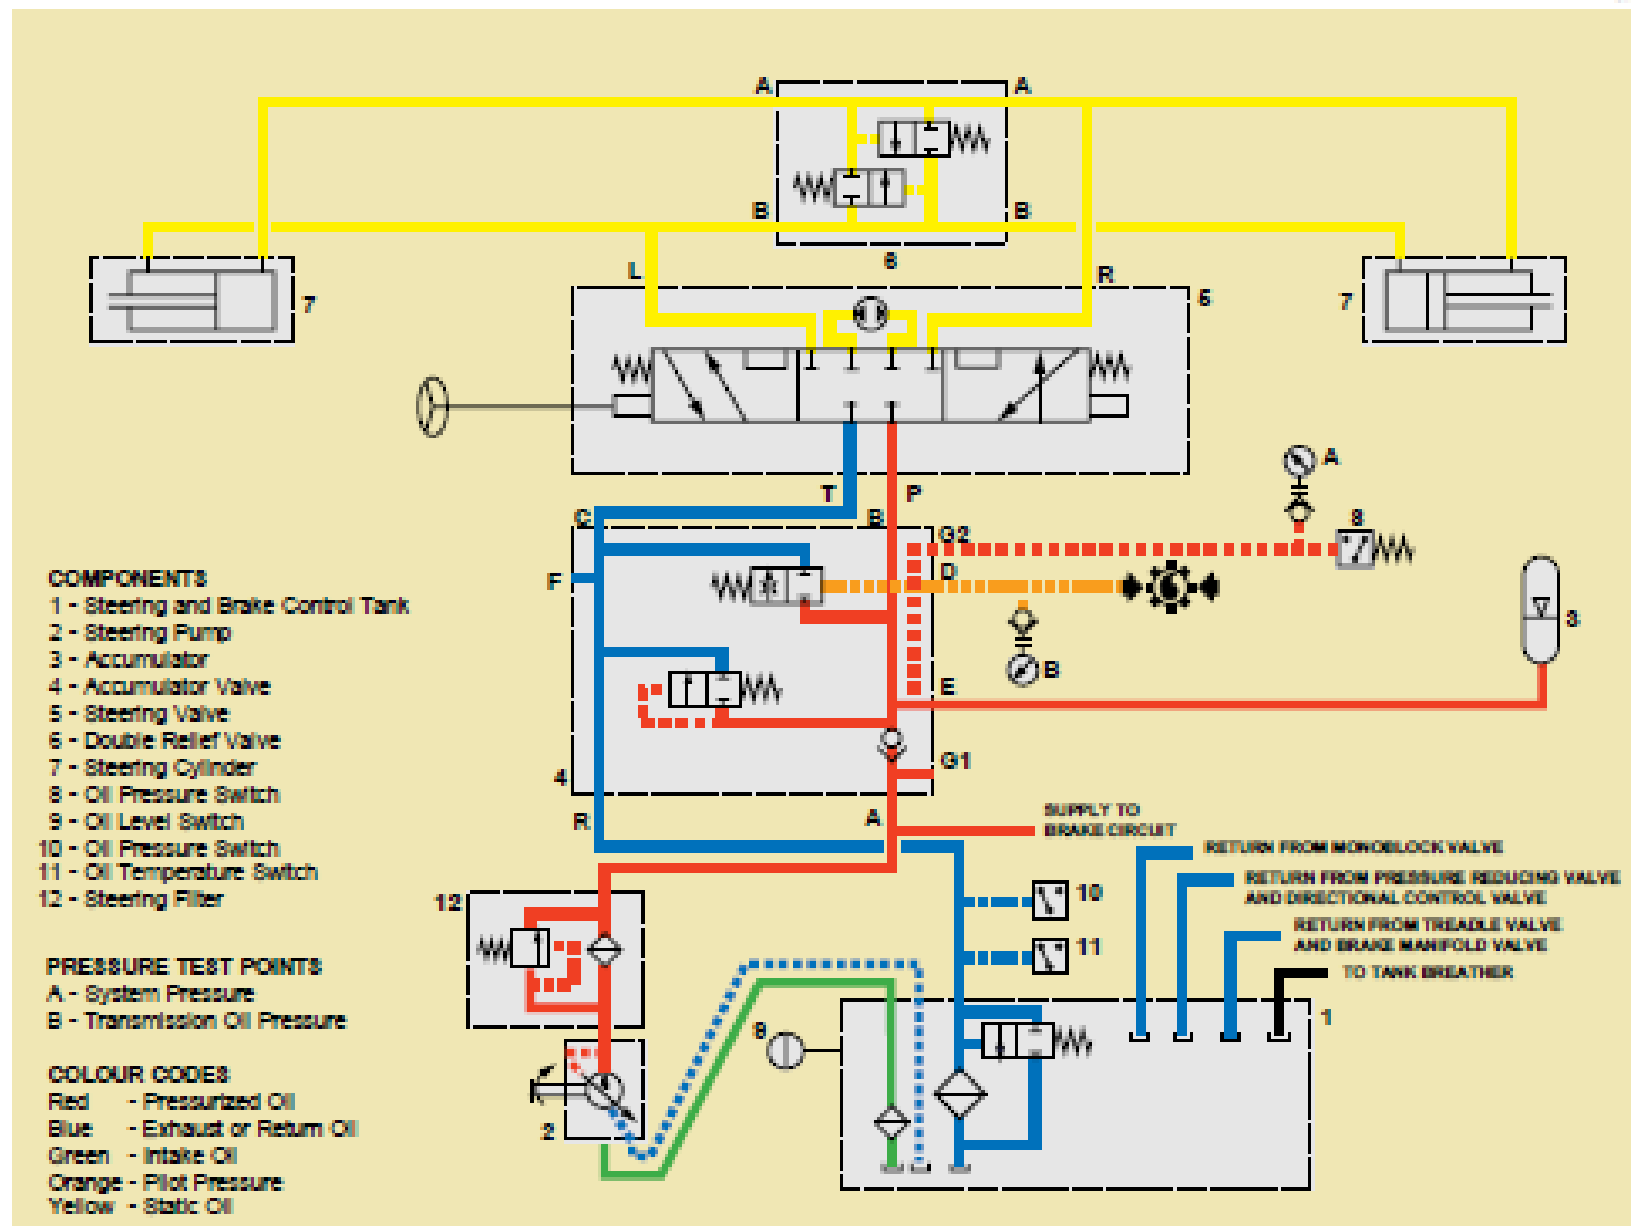 A
A
B
B
6
L
R
5
7
7
T
P
C
B
G2
D
F
E
G1
4
R
A
A
8
B
3
COMPONENTS
1 - Steering and Brake Control Tank
2 - Steering Pump
3 - Accumulator
4 - Accumulator Valve
5 - Steering Valve
6 - Double Relief Valve
7 - Steering Cylinder
8 - Oil Pressure Switch
9 - Oil Level Switch
10 - Oil Pressure Switch
11 - Oil Temperature Switch
12 - Steering Filter
PRESSURE TEST POINTS
A - System Pressure
B - Transmission Oil Pressure
COLOUR CODES
Red - Pressurized Oil
Blue - Exhaust or Return Oil
Green - Intake Oil
Orange - Pilot Pressure
Yellow - Static Oil
SUPPLY TO
BRAKE CIRCUIT
RETURN FROM MONOBLOCK VALVE
RETURN FROM PRESSURE REDUCING VALVE
AND DIRECTIONAL CONTROL VALVE
RETURN FROM TREADLE VALVE
AND BRAKE MANIFOLD VALVE
TO TANK BREATHER
12
10
11
9
1
2